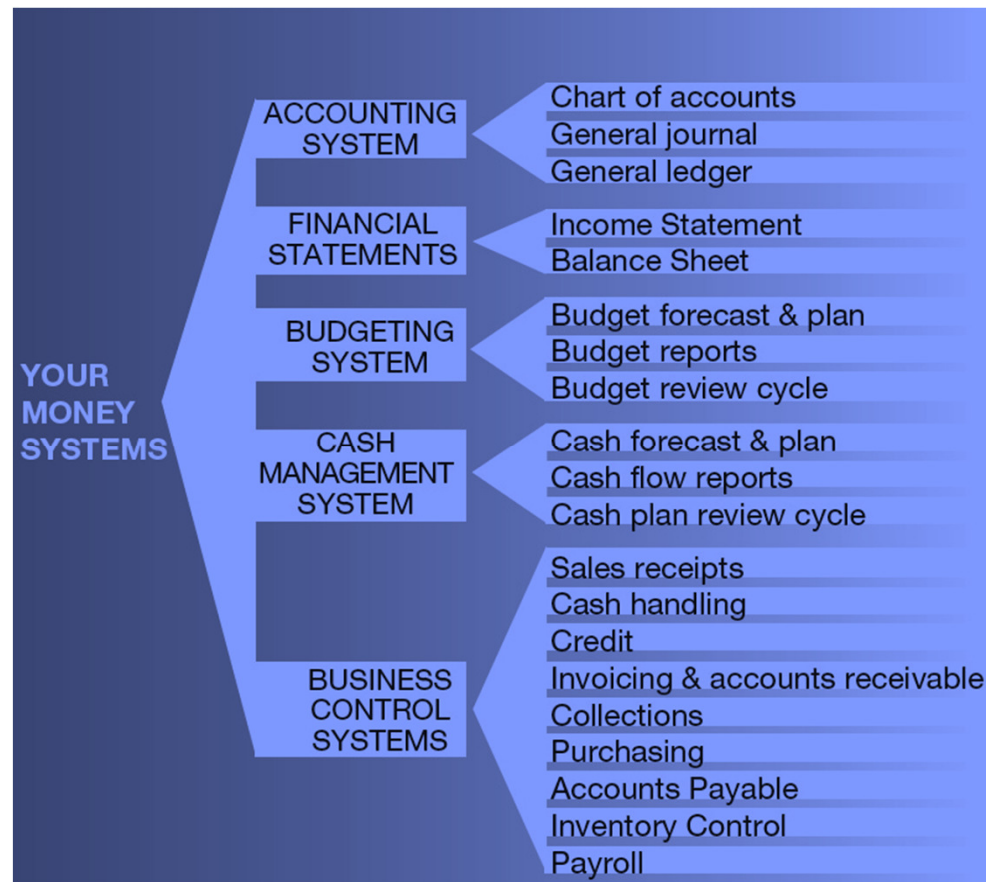 YOUR
MONEY
SYSTEMS
ACCOUNTING
SYSTEM
Chart of accounts
General journal
General ledger
FINANCIAL
STATEMENTS
Income Statement
Balance Sheet
BUDGETING
SYSTEM
Budget forecast & plan
Budget reports
Budget review cycle
CASH
MANAGEMENT
SYSTEM
Cash forecast & plan
Cash flow reports
Cash plan review cycle
BUSINESS
CONTROL
SYSTEMS
Sales receipts
Cash handling
Credit
Invoicing & accounts receivable
Collections
Purchasing
Accounts Payable
Inventory Control
Payroll